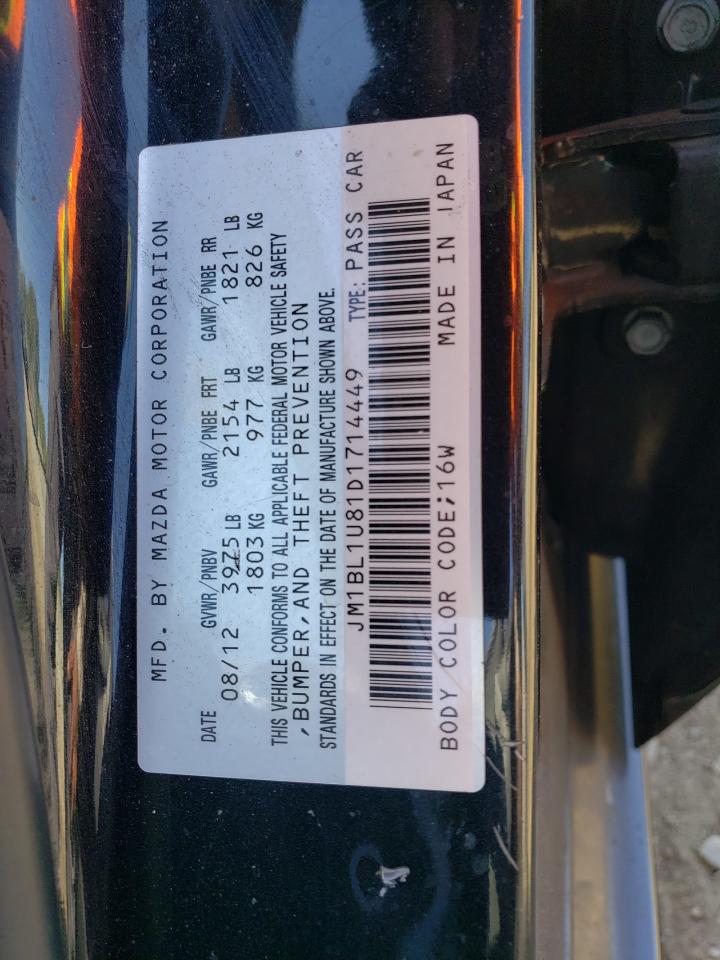 MFD. BY MAZDA MOTOR CORPORATION
DATE GVWR/PNBV GAWR/PNBE FRT GAWR/PNBE RR
08/12 3975 LB 2154 LB 1821 LB
1803 KG 977 KG 826 KG
THIS VEHICLE CONFORMS TO ALL APPLICABLE FEDERAL MOTOR VEHICLE SAFETY
,BUMPER,AND THEFT PREVENTION
STANDARDS IN EFFECT ON THE DATE OF MANUFACTURE SHOWN ABOVE.
JM1BL1U81D1714449 TYPE: PASS CAR
BODY COLOR CODE;16W MADE IN JAPAN